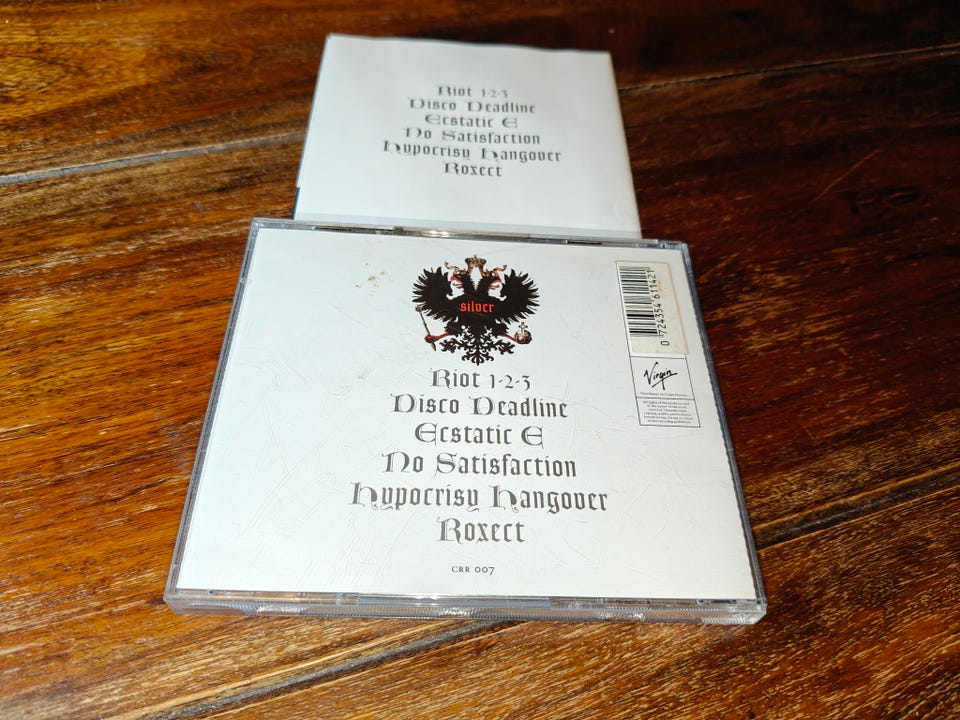 Riot 1-2-3
Disco Deadline
Ecstatic E
No Satisfaction
Hypocrisy Hangover
Roxect
silver
Riot 1-2-3
Disco Deadline
Ecstatic E
No Satisfaction
Hypocrisy Hangover
Roxect
CRR 007
0 724354 611421
Virgin